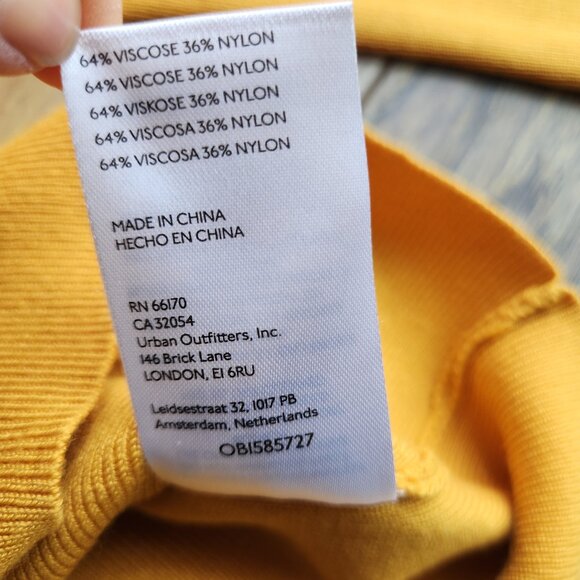 64% VISCOSE 36% NYLON
64% VISCOSE 36% NYLON
64% VISKOSE 36% NYLON
64% VISCOSA 36% NYLON
64% VISCOSA 36% NYLON
MADE IN CHINA
HECHO EN CHINA
RN 66170
CA 32054
Urban Outfitters, Inc.
146 Brick Lane
LONDON, E1 6RU
Leidsestraat 32, 1017 PB
Amsterdam, Netherlands
OB1585727